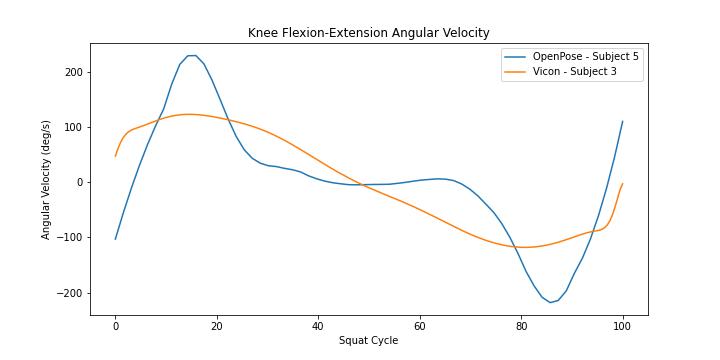 Knee Flexion-Extension Angular Velocity
OpenPose - Subject 5
Vicon - Subject 3
Angular Velocity (deg/s)
200
100
0
−100
−200
0 20 40 60 80 100
Squat Cycle